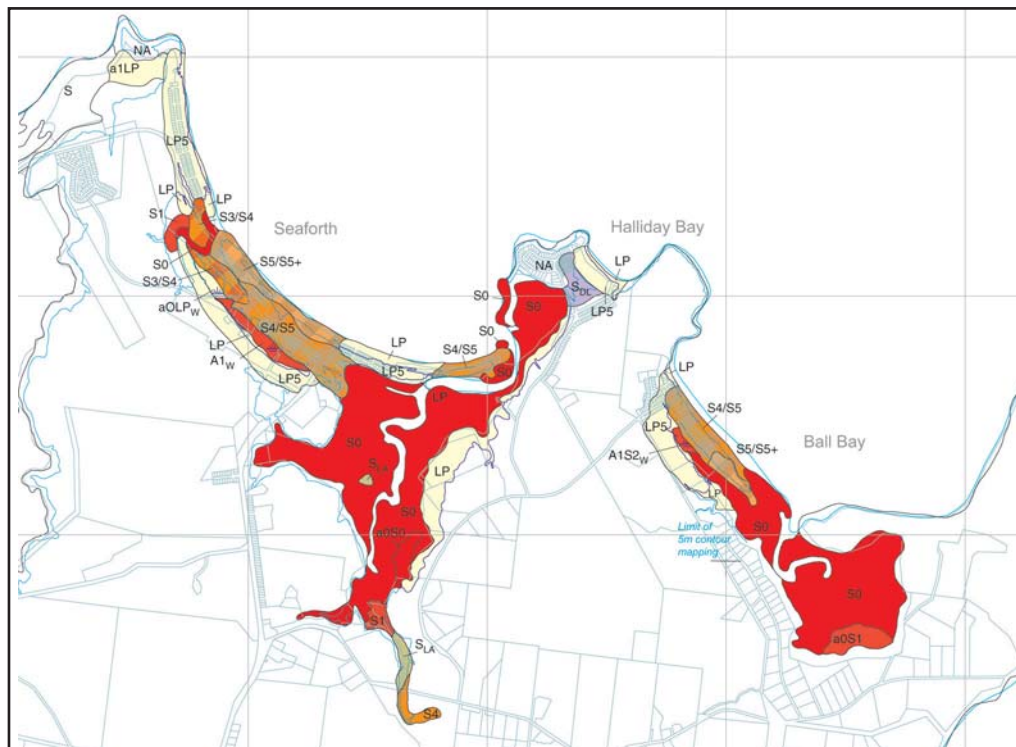 NA
a1LP
S
LP5
LP
LP
S1
S3/S4
Seaforth
Halliday Bay
S0
S5/S5+
S3/S4
NA
LP
SDL
aOLPW
S0
LP5
S4/S5
S0
LP
A1W
LP
S4/S5
LP5
LP5
S0
LP
LP
S4/S5
S0
LP5
S5/S5+
Ball Bay
A1S2W
SLA
LP
LP
S0
a0S0
S0
Limit of
5m contour
mapping
S0
S1
a0S1
SLA
S4